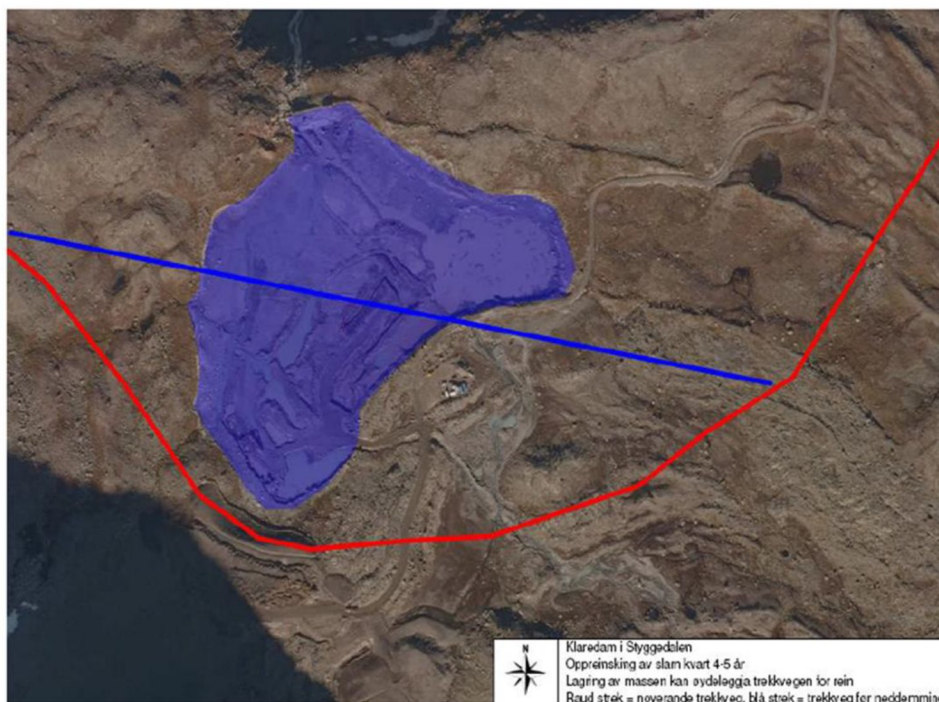 N
Klaredam i Styggedalen
Oppreinsking av slam kvart 4-5 år
Lagring av massen kan øydeleggja trekkvegen for rein
Raud strek = noverande trekkveg, blå strek = trekkveg før neddemming